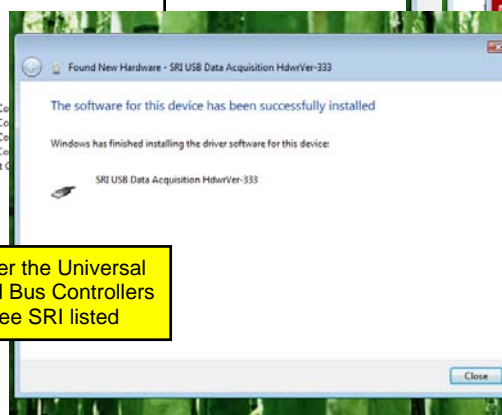 Found New Hardware - SRI USB Data Acquisition HdwrVer-333
The software for this device has been successfully installed
Windows has finished installing the driver software for this device:
SRI USB Data Acquisition HdwrVer-333
the Universal
Bus Controllers
SRI listed
Close